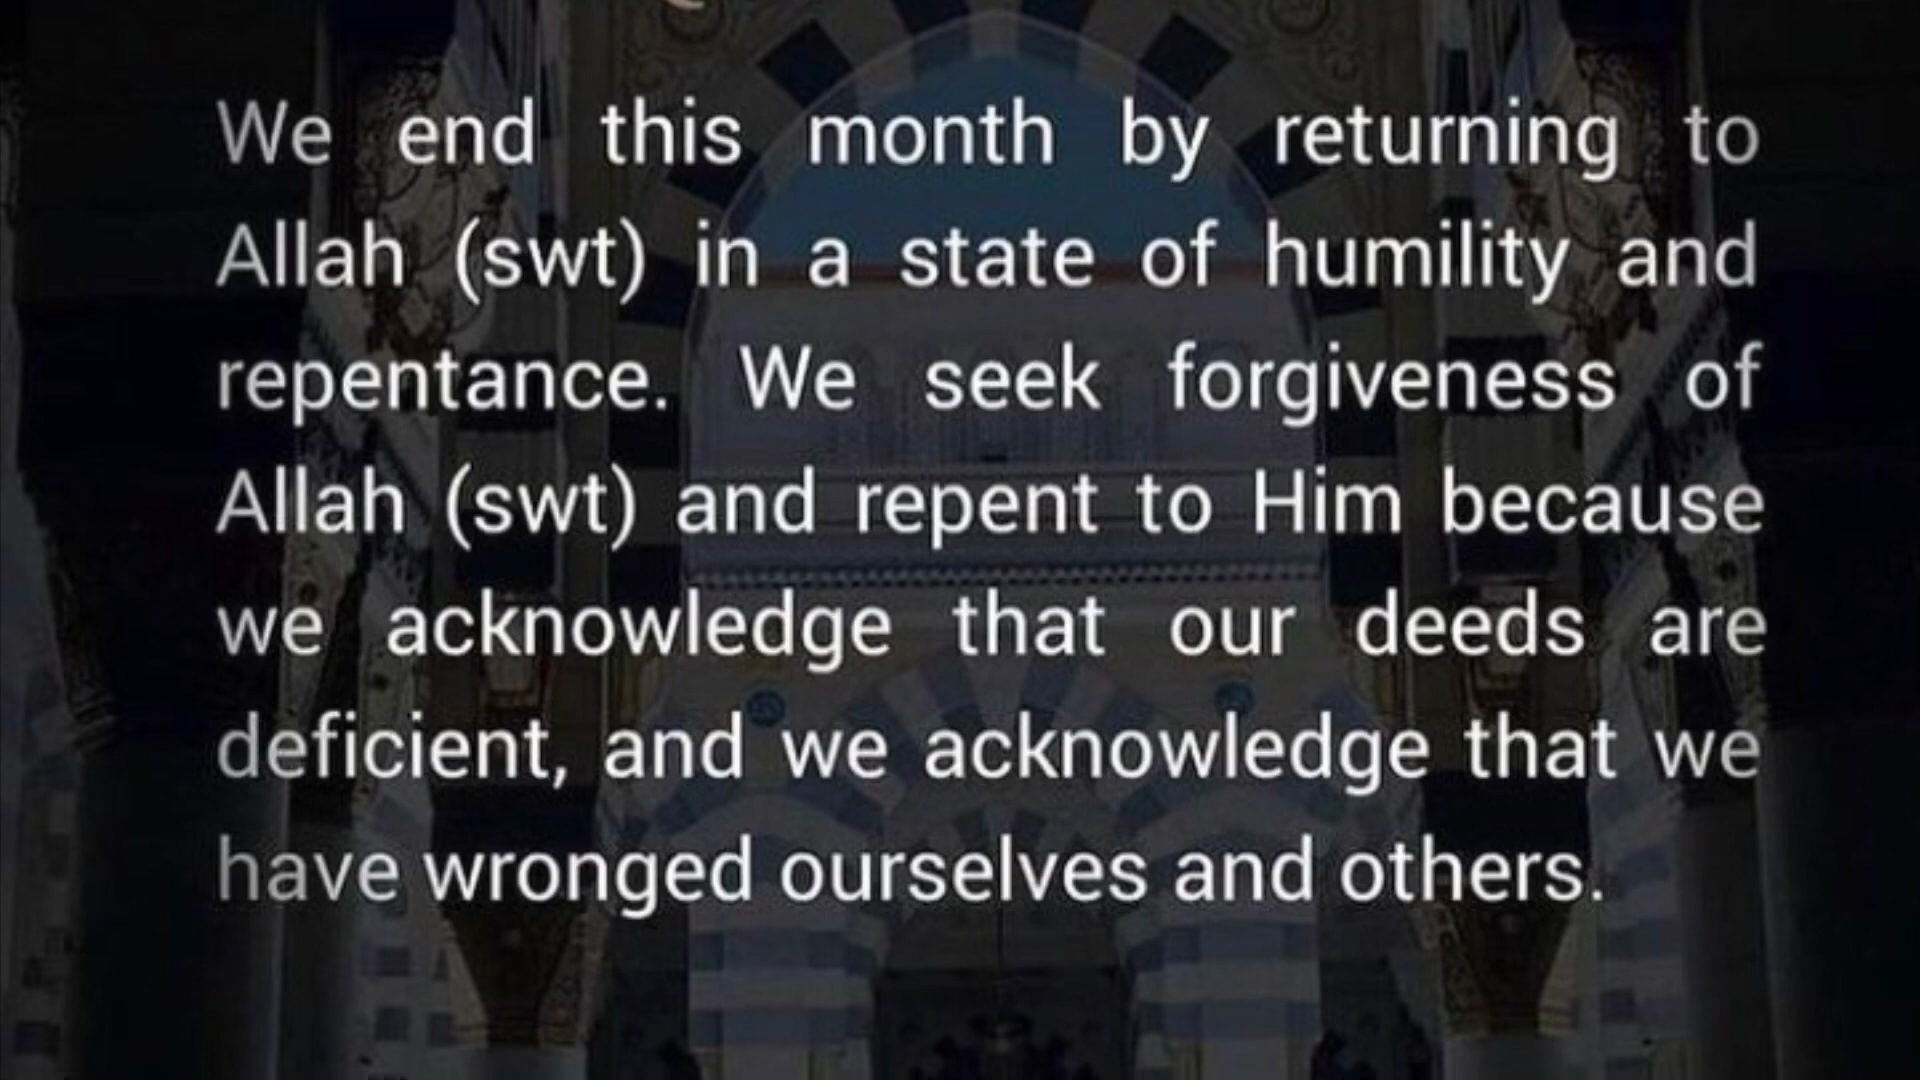 We end this month by returning to
Allah (swt) in a state of humility and
repentance. We seek forgiveness of
Allah (swt) and repent to Him because
we acknowledge that our deeds are
deficient, and we acknowledge that we
have wronged ourselves and others.